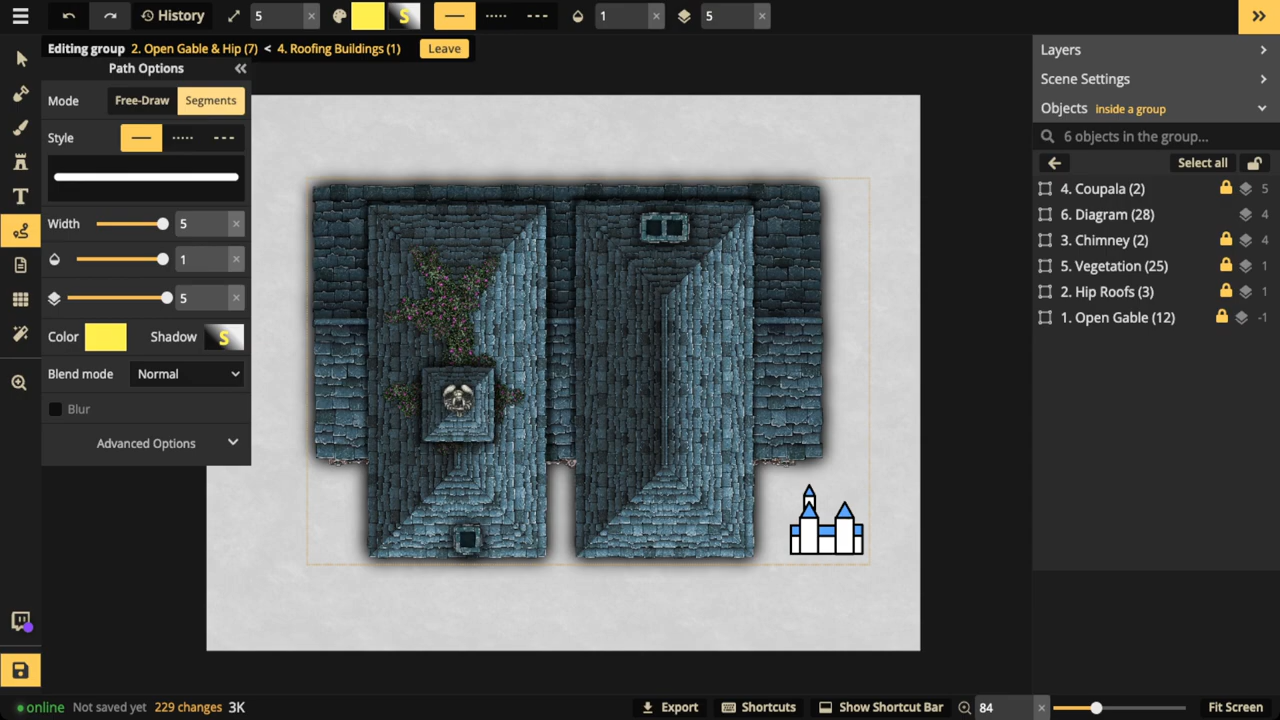 History
5
×
S
1
×
5
×
Editing group 2. Open Gable & Hip (7) < 4. Roofing Buildings (1)
Leave
Path Options
Mode
Free-Draw
Segments
Style
Width
5
×
1
×
5
×
Color
Shadow
S
Blend mode
Normal
Blur
Advanced Options
Layers
Scene Settings
Objects inside a group
6 objects in the group...
Select all
4. Coupala (2)
5
6. Diagram (28)
4
3. Chimney (2)
4
5. Vegetation (25)
1
2. Hip Roofs (3)
1
1. Open Gable (12)
-1
online
Not saved yet
229 changes
3K
Export
Shortcuts
Show Shortcut Bar
84
×
Fit Screen